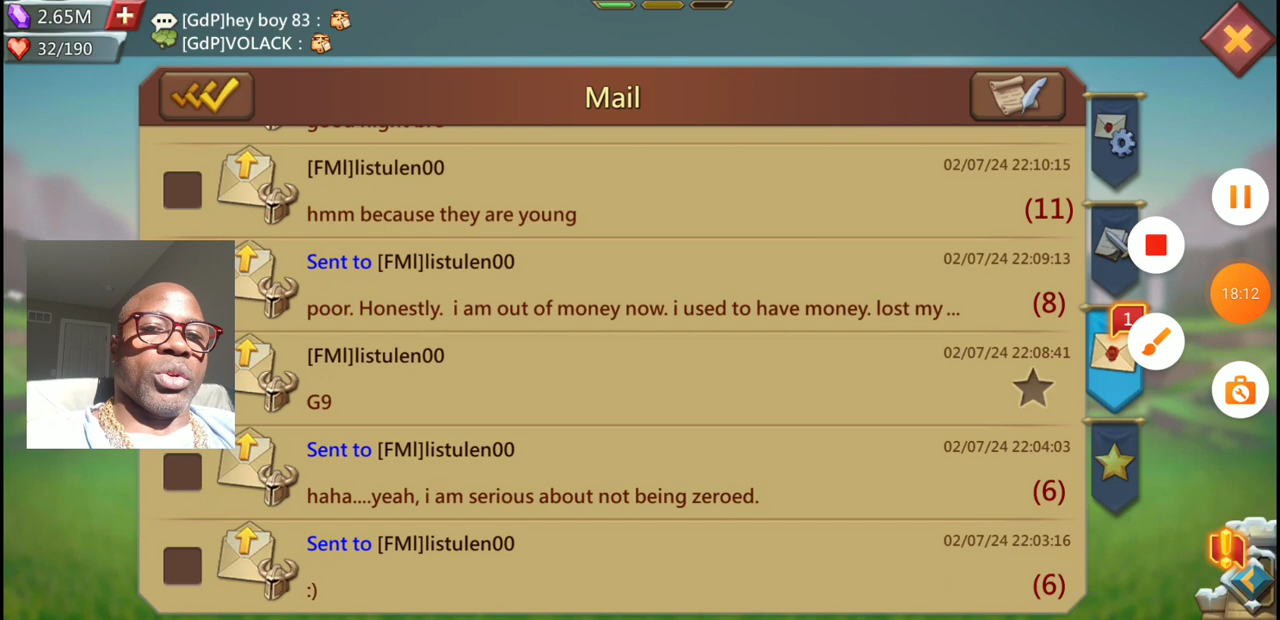 2.65M
32/190
[GdP]hey boy 83 :
[GdP]VOLACK :
Mail
good night bro
[FMl]listulen00
02/07/24 22:10:15
hmm because they are young
(11)
Sent to [FMl]listulen00
02/07/24 22:09:13
poor. Honestly. i am out of money now. i used to have money. lost my ...
(8)
[FMl]listulen00
02/07/24 22:08:41
G9
Sent to [FMl]listulen00
02/07/24 22:04:03
haha....yeah, i am serious about not being zeroed.
(6)
Sent to [FMl]listulen00
02/07/24 22:03:16
:)
(6)
1
18:12